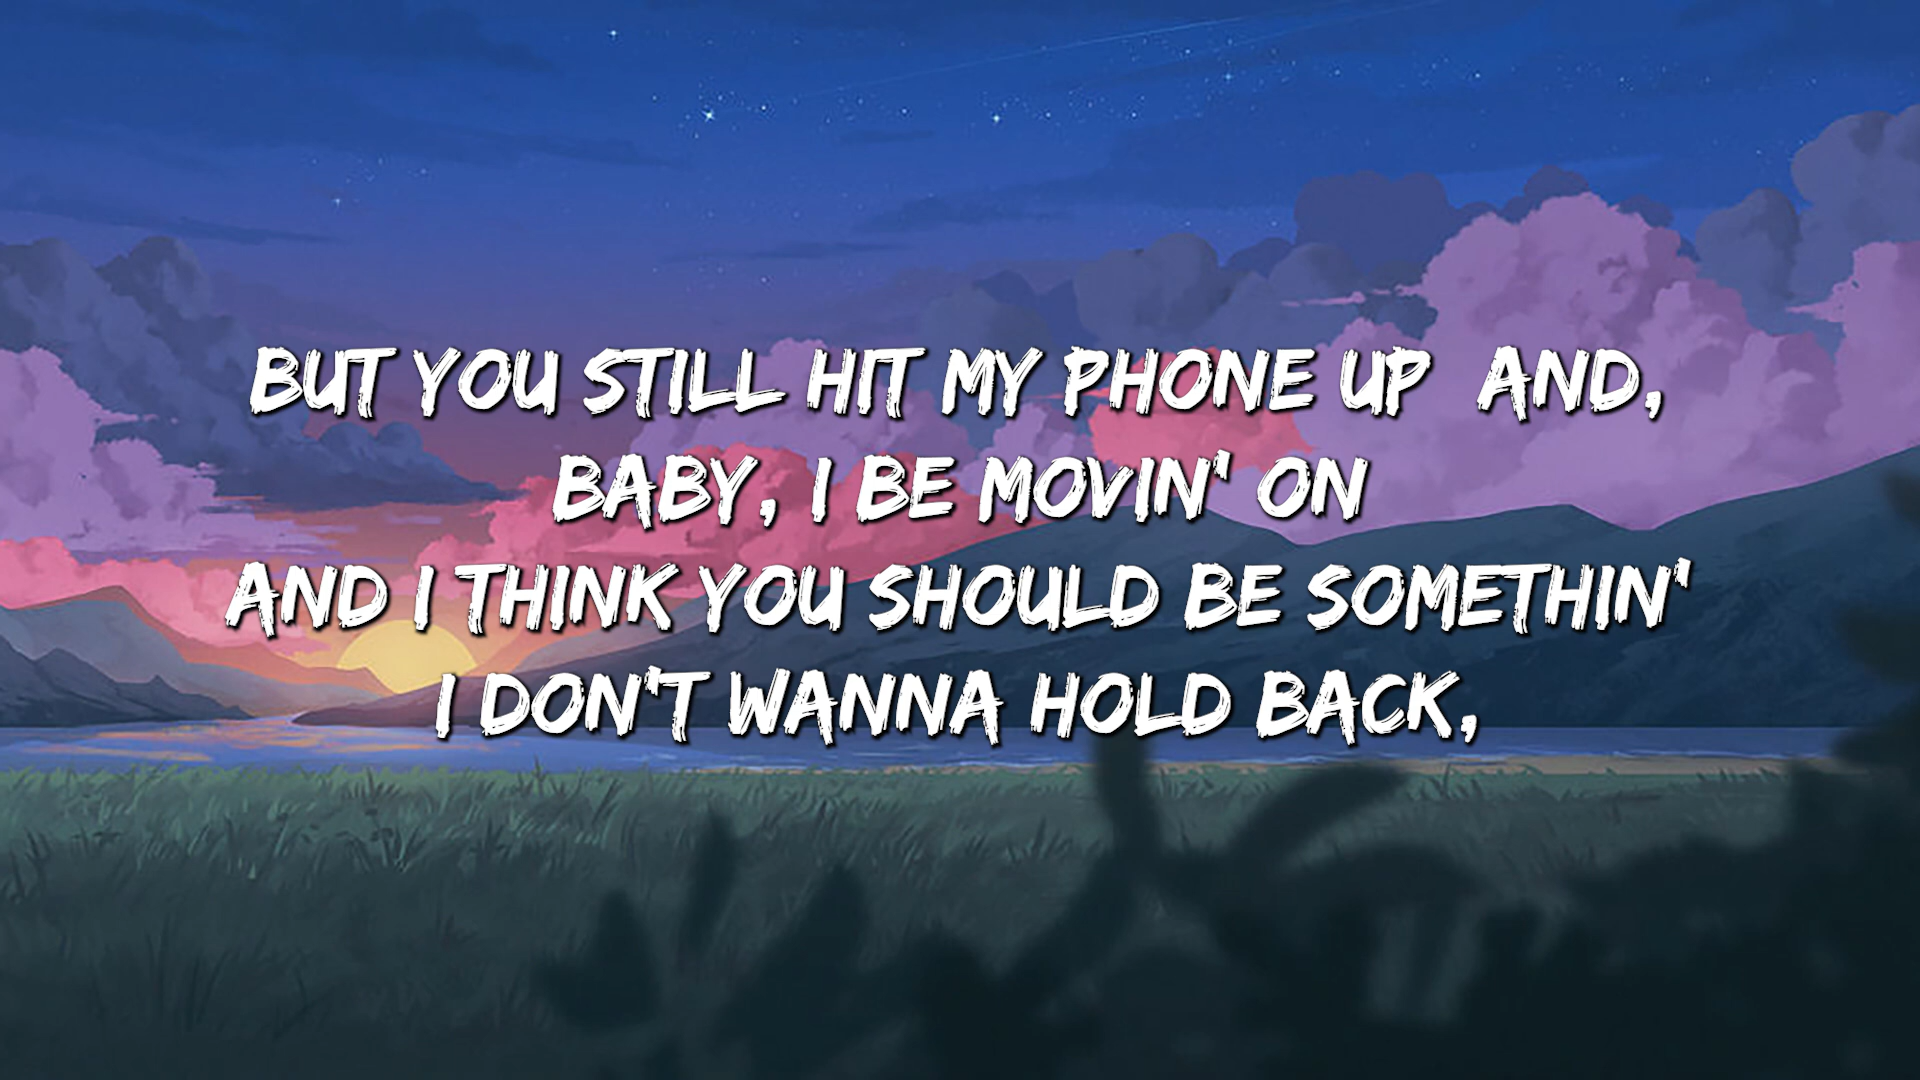 BUT YOU STILL HIT MY PHONE UP  AND,
BABY, I BE MOVIN' ON
AND I THINK YOU SHOULD BE SOMETHIN'
I DON'T WANNA HOLD BACK,